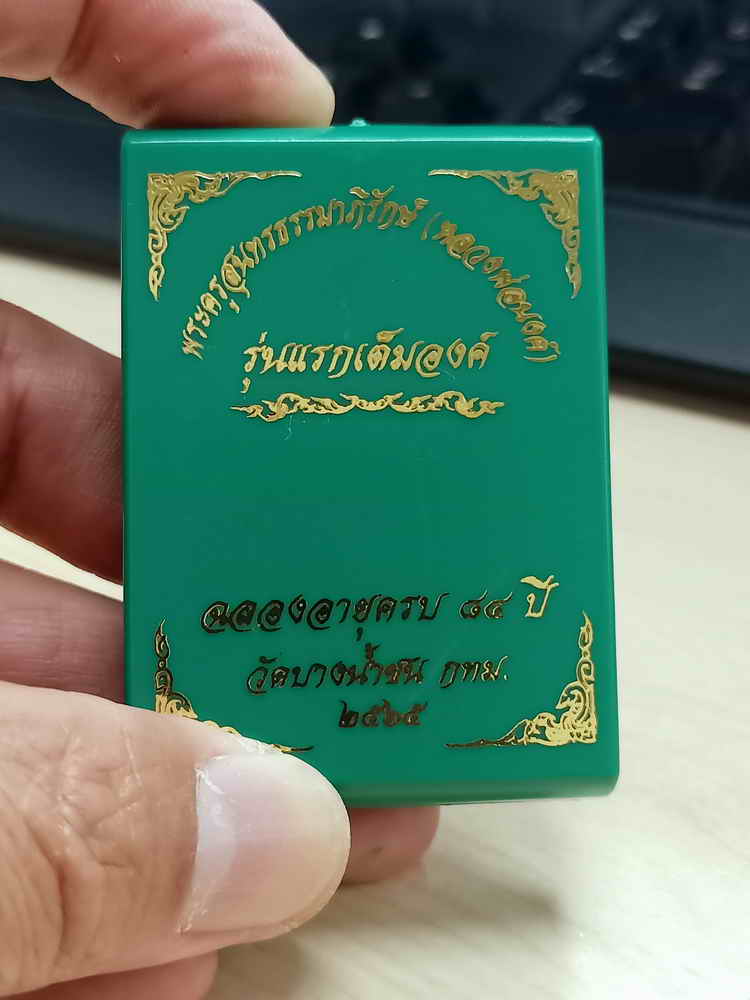 พระครูสุนทรธรรมาภิรักษ์ (หลวงพ่อนงค์)
รุ่นแรกเต็มองค์
ฉลองอายุครบ ๘๔ ปี
วัดบางน้ำชน กทม.
๒๕๖๕